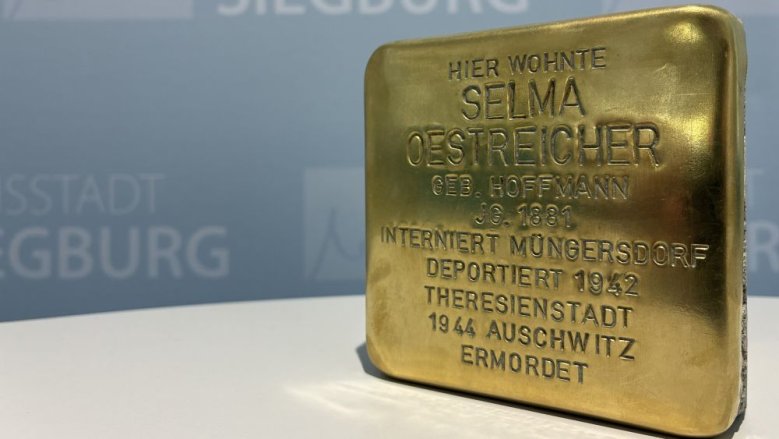 SIEGBURG
HIER WOHNTE
SELMA
OESTREICHER
GEB. HOFFMANN
JG. 1881
INTERNIERT MÜNGERSDORF
DEPORTIERT 1942
THERESIENSTADT
1944 AUSCHWITZ
ERMORDET